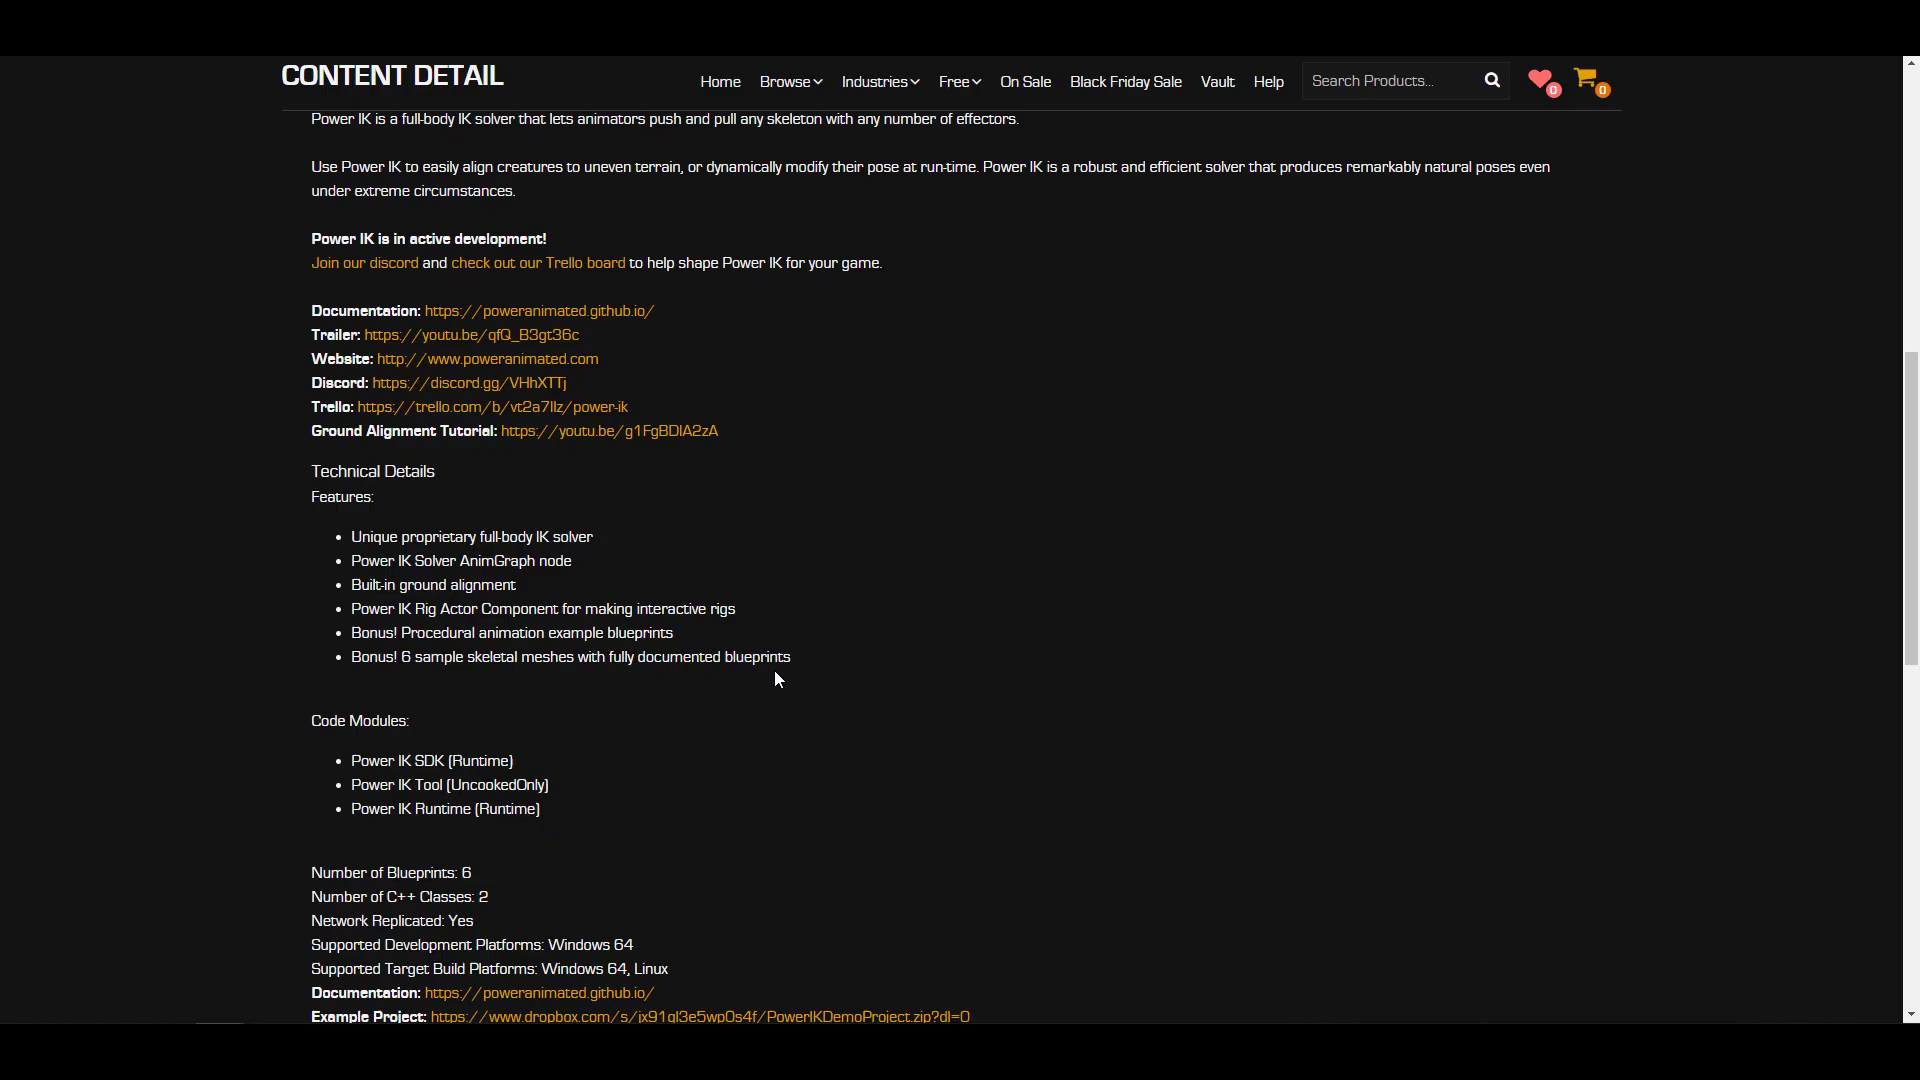 CONTENT DETAIL
Home Browse Industries Free On Sale Black Friday Sale Vault Help Search Products... 0 0
Power IK is a full-body IK solver that lets animators push and pull any skeleton with any number of effectors.
Use Power IK to easily align creatures to uneven terrain, or dynamically modify their pose at run-time. Power IK is a robust and efficient solver that produces remarkably natural poses even
under extreme circumstances.
Power IK is in active development!
Join our discord and check out our Trello board to help shape Power IK for your game.
Documentation: https://poweranimated.github.io/
Trailer: https://youtu.be/qfQ_B3gt36c
Website: http://www.poweranimated.com
Discord: https://discord.gg/VHhXTTj
Trello: https://trello.com/b/vt2a7llz/power-ik
Ground Alignment Tutorial: https://youtu.be/g1FgBDlA2zA
Technical Details
Features:
• Unique proprietary full-body IK solver
• Power IK Solver AnimGraph node
• Built-in ground alignment
• Power IK Rig Actor Component for making interactive rigs
• Bonus! Procedural animation example blueprints
• Bonus! 6 sample skeletal meshes with fully documented blueprints
Code Modules:
• Power IK SDK (Runtime)
• Power IK Tool (UncookedOnly)
• Power IK Runtime (Runtime)
Number of Blueprints: 6
Number of C++ Classes: 2
Network Replicated: Yes
Supported Development Platforms: Windows 64
Supported Target Build Platforms: Windows 64, Linux
Documentation: https://poweranimated.github.io/
Example Project: https://www.dropbox.com/s/jx91ql3e5wp0s4f/PowerIKDemoProject.zip?dl=0